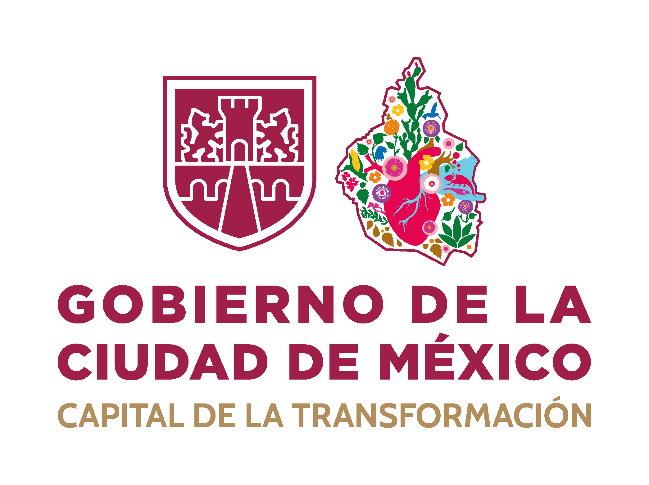 GOBIERNO DE LA
CIUDAD DE MÉXICO
CAPITAL DE LA TRANSFORMACIÓN